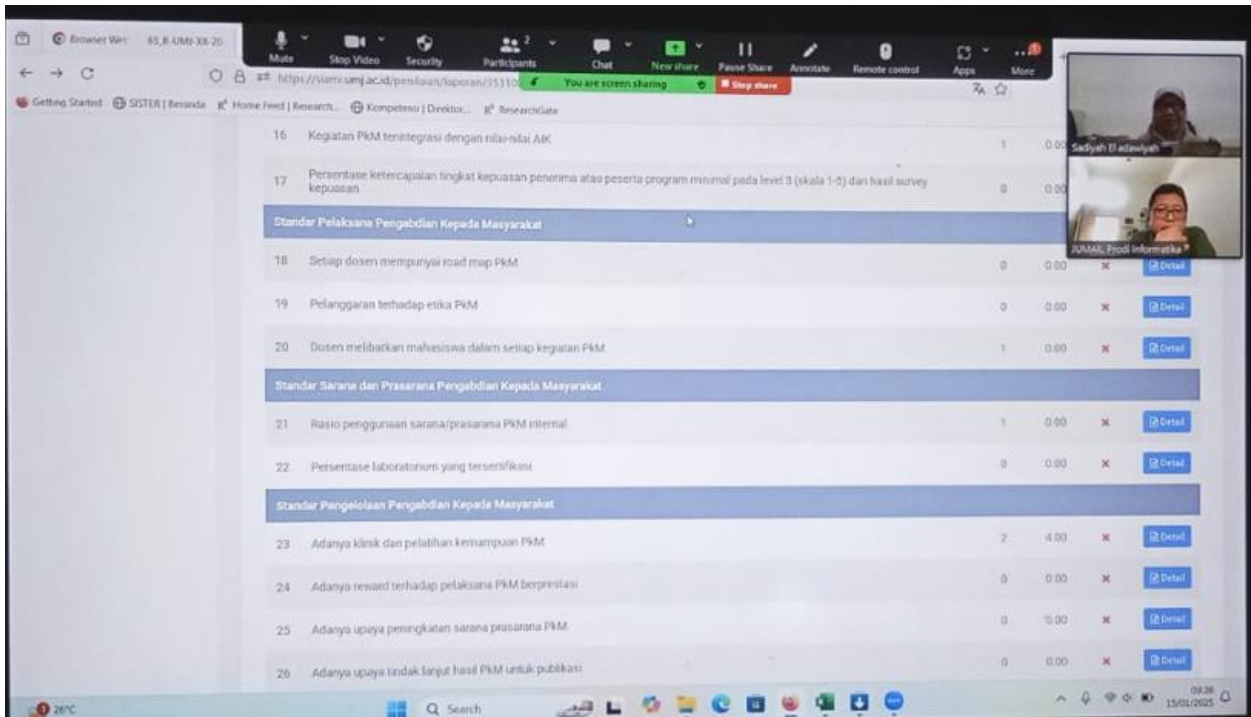 Browser Wes 65_R-UMJ-XX-20
Mute Stop Video Security 2 Participants Chat New share Pause Share Annotate Remote control Apps More
You are screen sharing Stop share
Getting Started SISTER | Beranda Home Feed | Research... Kompetensi | Direktor... ResearchGate
16 Kegiatan PkM terintegrasi dengan nilai-nilai AIK 1 0.00
Sadiyah El adawiyah
17 Persentase ketercapaian tingkat kepuasan penerima atau peserta program minimal pada level 3 (skala 1-5) dari hasil survey
kepuasan 0 0.00
Standar Pelaksana Pengabdian Kepada Masyarakat
JUMAIL Prodi Informatika
18 Setiap dosen mempunyai road map PkM 0 0.00 Detail
19 Pelanggaran terhadap etika PkM 0 0.00 Detail
20 Dosen melibatkan mahasiswa dalam setiap kegiatan PkM 1 0.00 Detail
Standar Sarana dan Prasarana Pengabdian Kepada Masyarakat
21 Rasio penggunaan sarana/prasarana PkM internal 1 0.00 Detail
22 Persentase laboratorium yang tersertifikasi 0 0.00 Detail
Standar Pengelolaan Pengabdian Kepada Masyarakat
23 Adanya klinik dan pelatihan kemampuan PkM 2 4.00 Detail
24 Adanya reward terhadap pelaksana PkM berprestasi 0 0.00 Detail
25 Adanya upaya peningkatan sarana prasarana PkM 0 0.00 Detail
26 Adanya upaya tindak lanjut hasil PkM untuk publikasi 0 0.00 Detail
26°C Search 09.38
15/01/2025